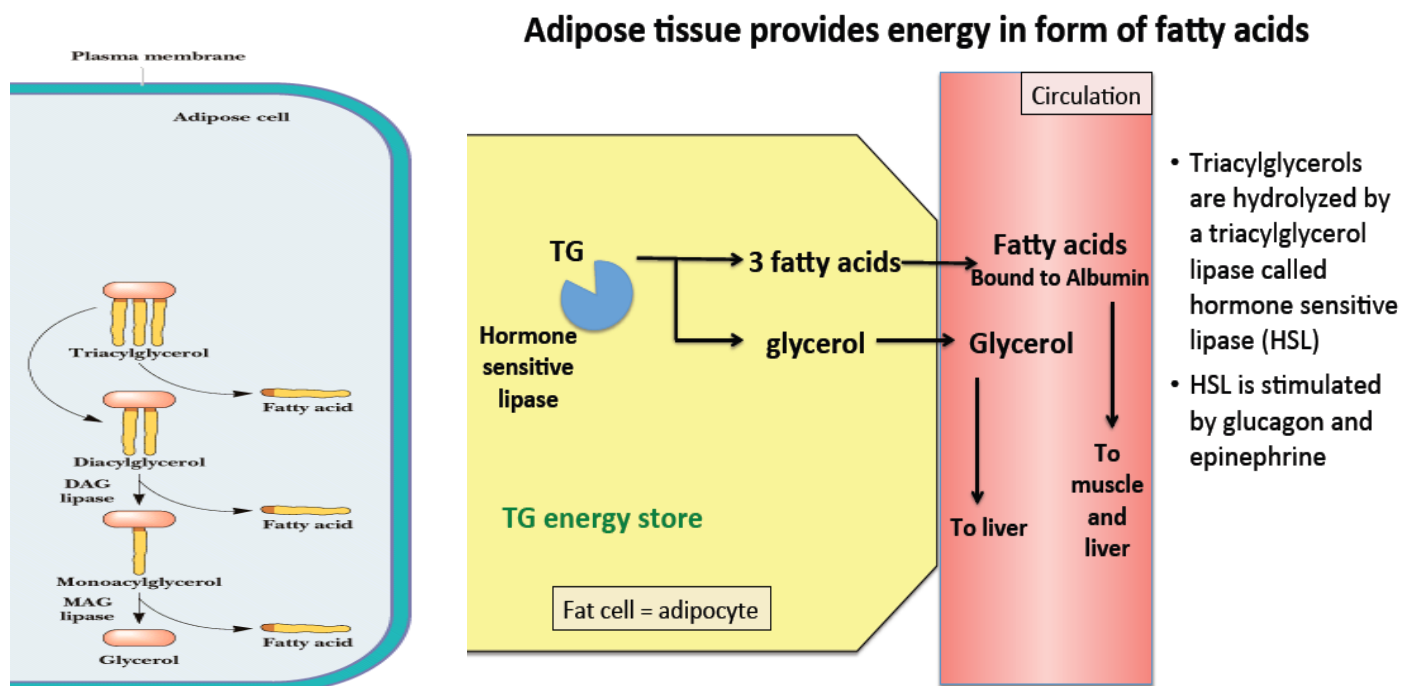 Adipose tissue provides energy in form of fatty acids
Plasma membrane
Adipose cell
Triacylglycerol
Fatty acid
Diacylglycerol
DAG
lipase
Fatty acid
Monoacylglycerol
MAG
lipase
Fatty acid
Glycerol
TG
Hormone
sensitive
lipase
3 fatty acids
glycerol
TG energy store
Fat cell = adipocyte
Circulation
Fatty acids
Bound to Albumin
Glycerol
To liver
To
muscle
and
liver
• Triacylglycerols
are hydrolyzed by
a triacylglycerol
lipase called
hormone sensitive
lipase (HSL)
• HSL is stimulated
by glucagon and
epinephrine